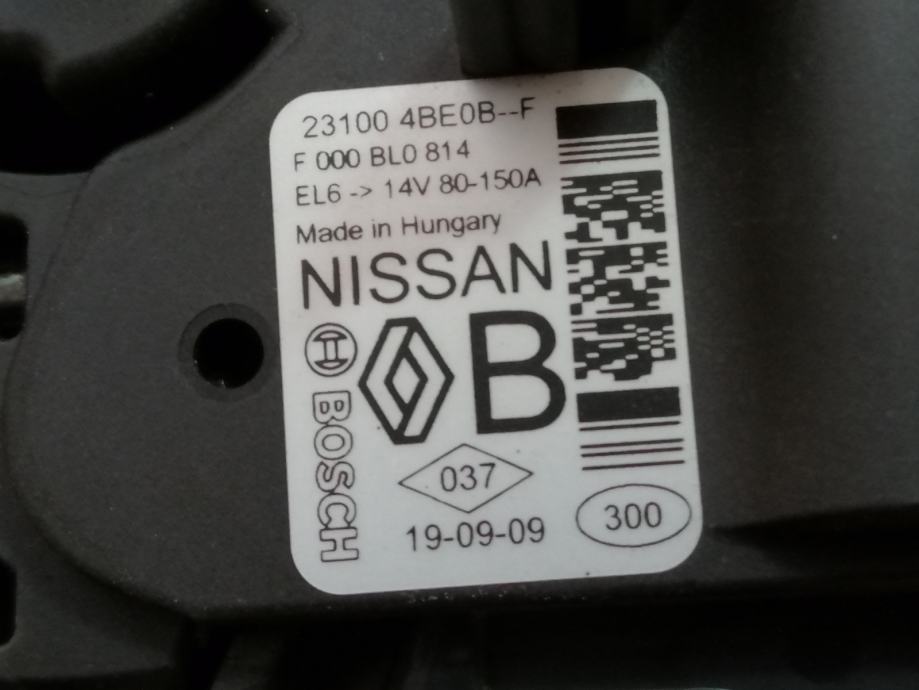 23100 4BE0B--F
F 000 BL0 814
EL6 -> 14V 80-150A
Made in Hungary
NISSAN
B
BOSCH
037
19-09-09
300